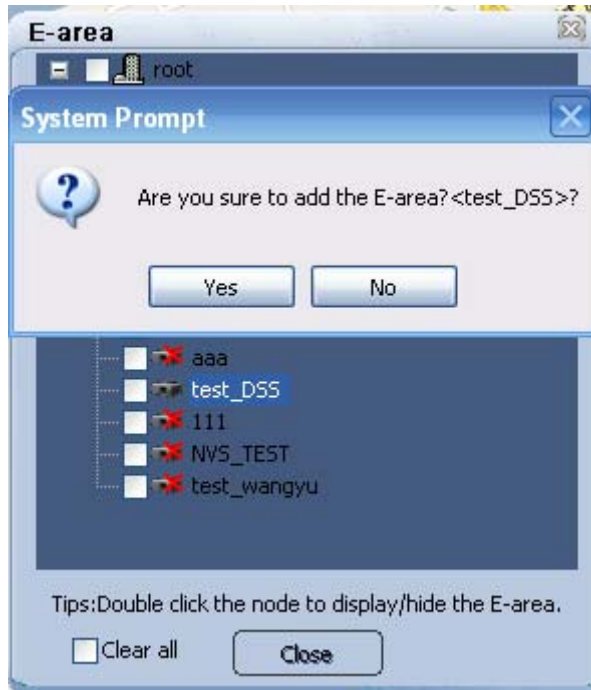 E-area
root
System Prompt
Are you sure to add the E-area?<test_DSS>?
Yes No
aaa
test_DSS
111
NVS_TEST
test_wangyu
Tips:Double click the node to display/hide the E-area.
Clear all Close